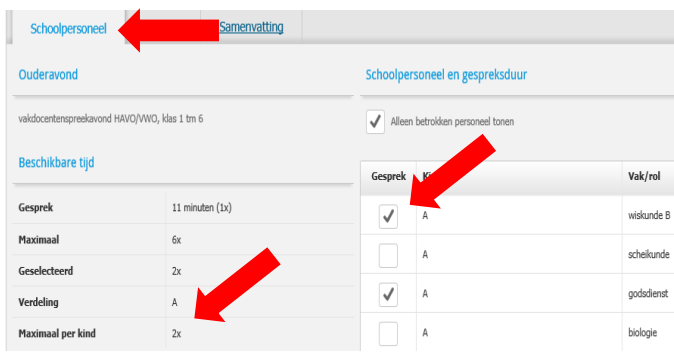 Schoolpersoneel
Samenvatting
Ouderavond
vakdocentenspreekavond HAVO/VWO, klas 1 tm 6
Beschikbare tijd
Gesprek 11 minuten (1x)
Maximaal 6x
Geselecteerd 2x
Verdeling A
Maximaal per kind 2x
Schoolpersoneel en gespreksduur
Alleen betrokken personeel tonen
Gesprek Vak/rol
A wiskunde B
A scheikunde
A godsdienst
A biologie